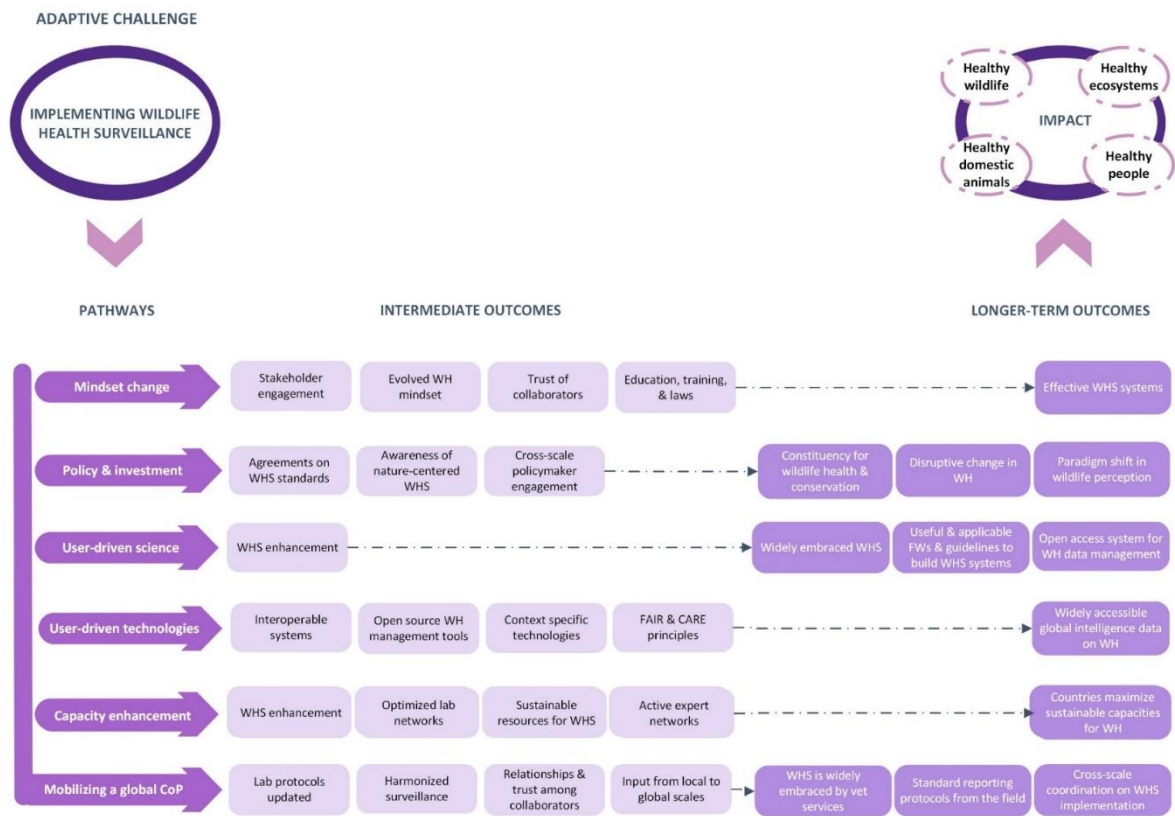 ADAPTIVE CHALLENGE
IMPLEMENTING WILDLIFE
HEALTH SURVEILLANCE
Healthy
wildlife
Healthy
ecosystems
IMPACT
Healthy
domestic
animals
Healthy
people
PATHWAYS
INTERMEDIATE OUTCOMES
LONGER-TERM OUTCOMES
Mindset change
Stakeholder
engagement
Evolved WH
mindset
Trust of
collaborators
Education, training,
& laws
Effective WHS systems
Policy & investment
Agreements on
WHS standards
Awareness of
nature-centered
WHS
Cross-scale
policymaker
engagement
Constituency for
wildlife health &
conservation
Disruptive change in
WH
Paradigm shift in
wildlife perception
User-driven science
WHS enhancement
Widely embraced WHS
Useful & applicable
FWs & guidelines to
build WHS systems
Open access system for
WH data management
User-driven technologies
Interoperable
systems
Open source WH
management tools
Context specific
technologies
FAIR & CARE
principles
Widely accessible
global intelligence data
on WH
Capacity enhancement
WHS enhancement
Optimized lab
networks
Sustainable
resources for WHS
Active expert
networks
Countries maximize
sustainable capacities
for WH
Mobilizing a global CoP
Lab protocols
updated
Harmonized
surveillance
Relationships &
trust among
collaborators
Input from local to
global scales
WHS is widely
embraced by vet
services
Standard reporting
protocols from the field
Cross-scale
coordination on WHS
implementation